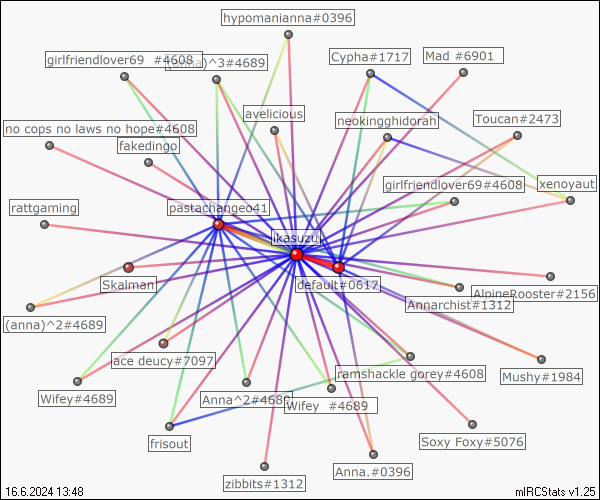 hypomanianna#0396
girlfriendlover69 #4608
(anna)^3#4689
Cypha#1717
Mad #6901
avelicious
neokingghidorah
Toucan#2473
no cops no laws no hope#4608
fakedingo
girlfriendlover69#4608
xenoyaut
rattgaming
pastachangeo41
ikasuzu
Skalman
default#0617
AlpineRooster#2156
Annarchist#1312
(anna)^2#4689
lace deucy#7097
ramshackle gorey#4608
Mushy#1984
Wifey#4689
Anna^2#4689
Wifey #4689
frisout
Soxy Foxy#5076
Anna.#0396
zibbits#1312
16.6.2024 13:48
mIRCStats v1.25